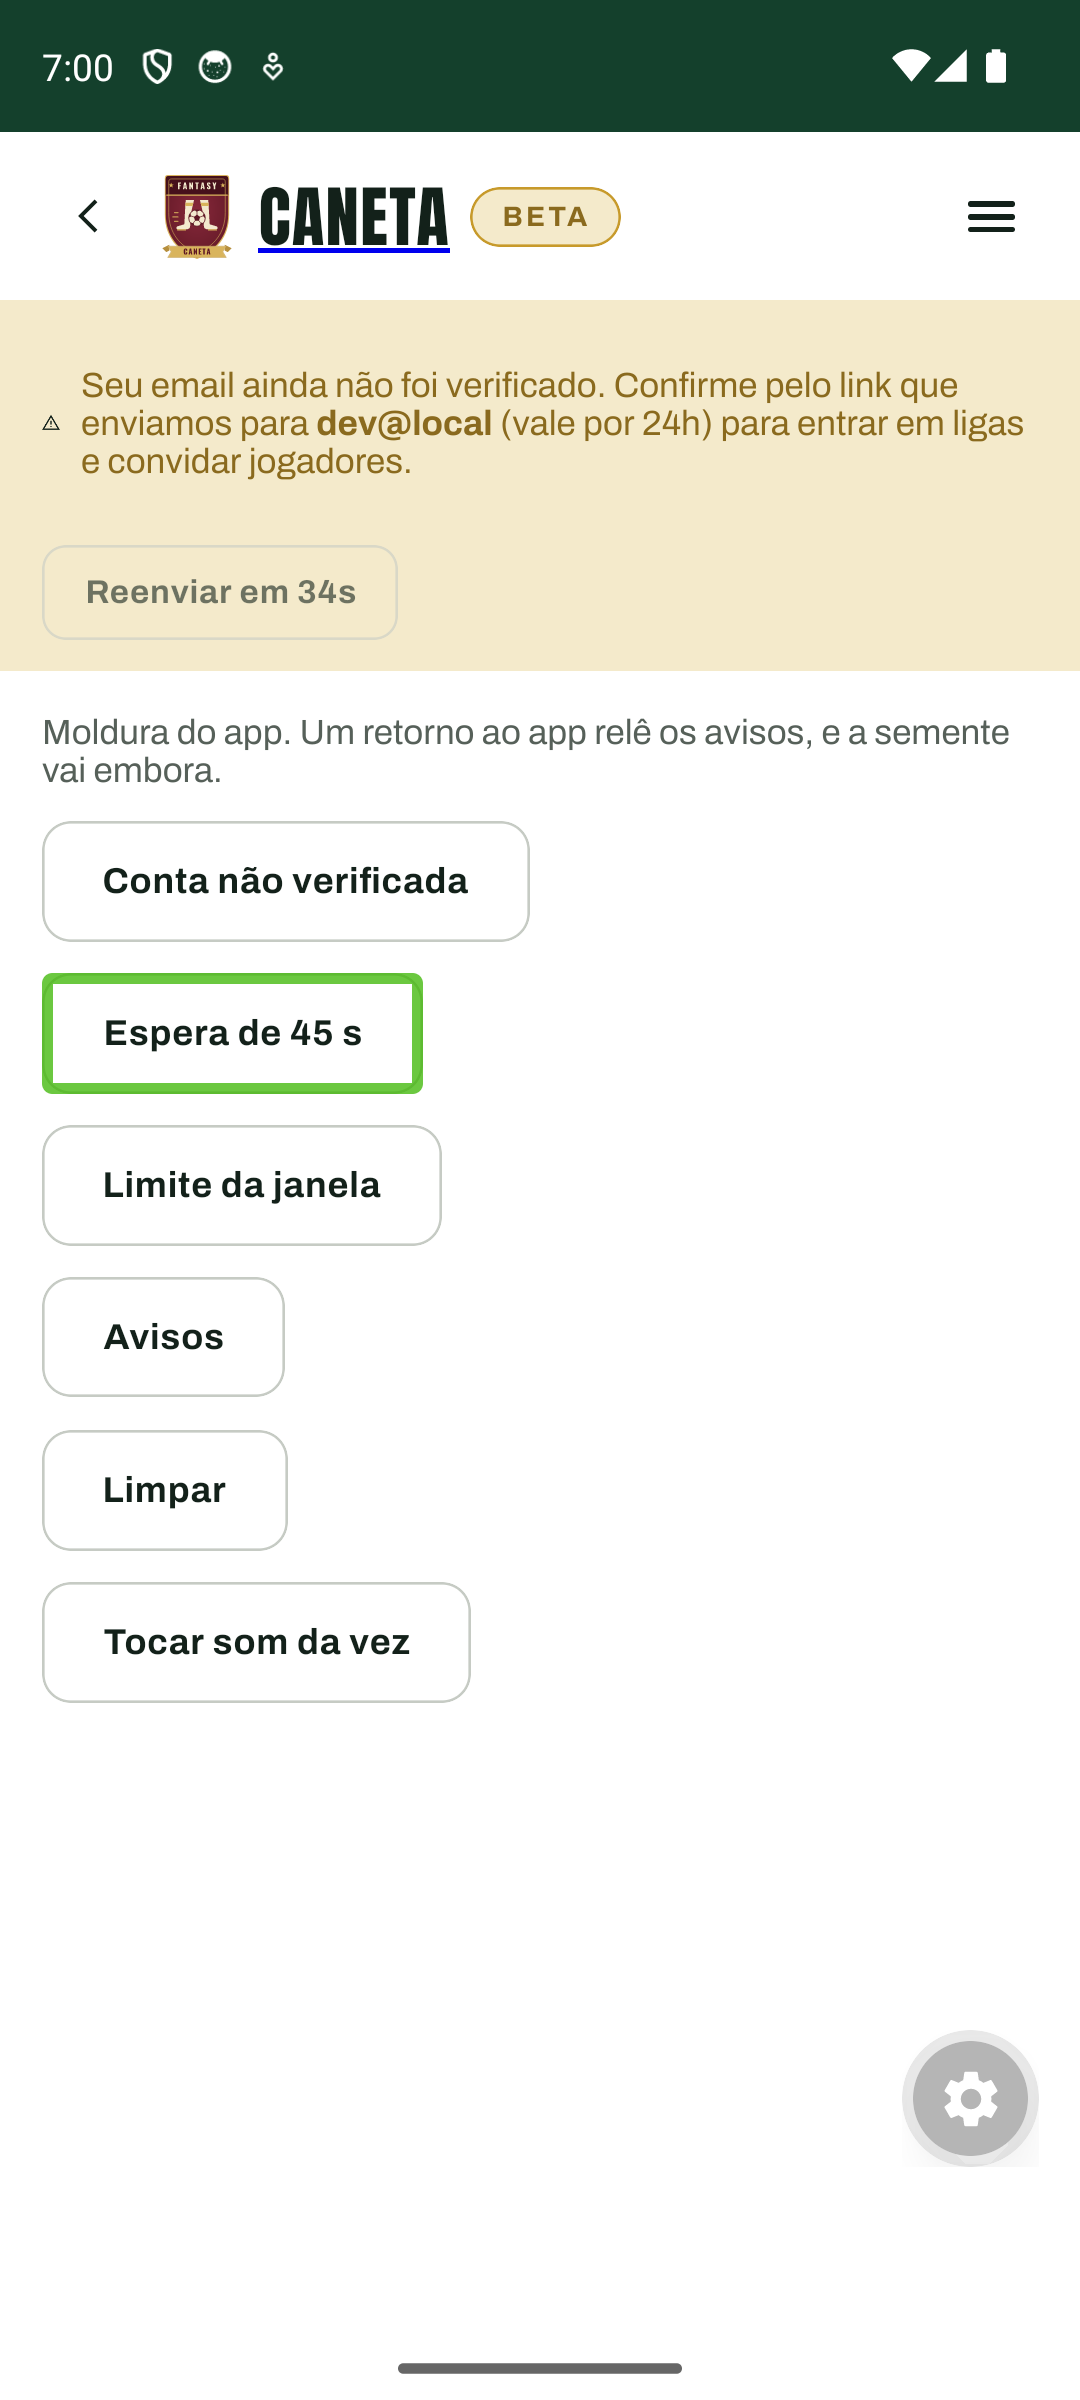 7:00
FANTASY
CANETA
CANETA
BETA
Seu email ainda não foi verificado. Confirme pelo link que
enviamos para dev@local (vale por 24h) para entrar em ligas
e convidar jogadores.
Reenviar em 34s
Moldura do app. Um retorno ao app relê os avisos, e a semente
vai embora.
Conta não verificada
Espera de 45 s
Limite da janela
Avisos
Limpar
Tocar som da vez